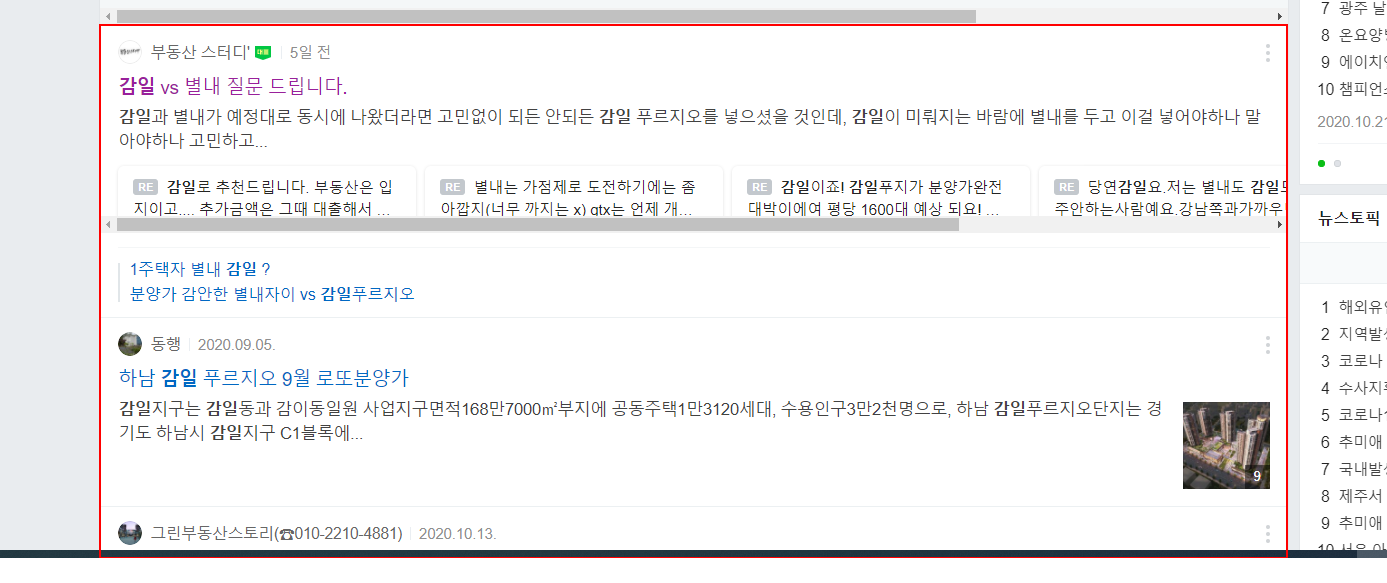 부동산 스터디' 대표 5일 전
감일 vs 별내 질문 드립니다.
감일과 별내가 예정대로 동시에 나왔더라면 고민없이 되든 안되든 감일 푸르지오를 넣으셨을 것인데, 감일이 미뤄지는 바람에 별내를 두고 이걸 넣어야하나 말
아야하나 고민하고...
RE 감일로 추천드립니다. 부동산은 입
지이고.... 추가금액은 그때 대출해서 ...
RE 별내는 가점제로 도전하기에는 좀
아깝지(너무 까지는 x) gtx는 언제 개...
RE 감일이죠! 감일푸지가 분양가완전
대박이에여 평당 1600대 예상 되요! ...
RE 당연감일요.저는 별내도 감일도
주안하는사람예요.강남쪽과가까우
1주택자 별내 감일 ?
분양가 감안한 별내자이 vs 감일푸르지오
동행 2020.09.05.
하남 감일 푸르지오 9월 로또분양가
감일지구는 감일동과 감이동일원 사업지구면적168만7000㎡부지에 공동주택1만3120세대, 수용인구3만2천명으로, 하남 감일푸르지오단지는 경
기도 하남시 감일지구 C1블록에...
9
그린부동산스토리(☎010-2210-4881) 2020.10.13.
7 광주 날
8 온요양병
9 에이치
10 챔피언스
2020.10.21
뉴스토픽
1 해외유입
2 지역발생
3 코로나
4 수사지휘
5 코로나
6 추미애
7 국내발생
8 제주서
9 추미애
10 서울